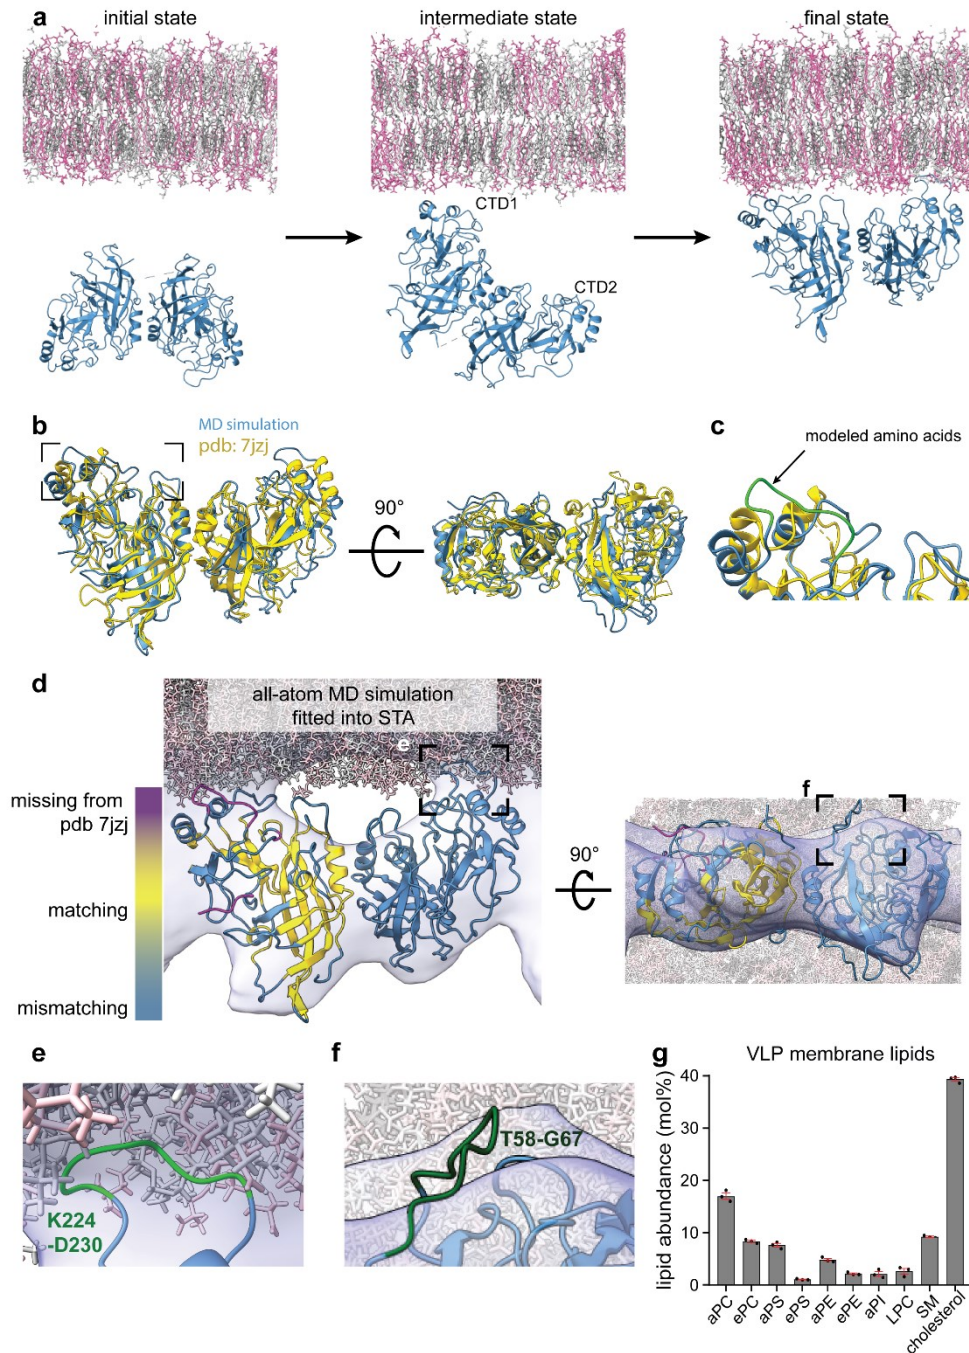 a
initial state
intermediate state
final state
CTD1
CTD2
b
MD simulation
pdb: 7jzj
90°
c
modeled amino acids
d
all-atom MD simulation
fitted into STA
e
missing from
pdb 7jzj
matching
mismatching
90°
f
e
K224
-D230
f
T58-G67
g
VLP membrane lipids
lipid abundance (mol%)
40
30
20
10
0
aPC
ePC
aPS
ePS
aPE
ePE
aPI
LPC
SM
cholesterol